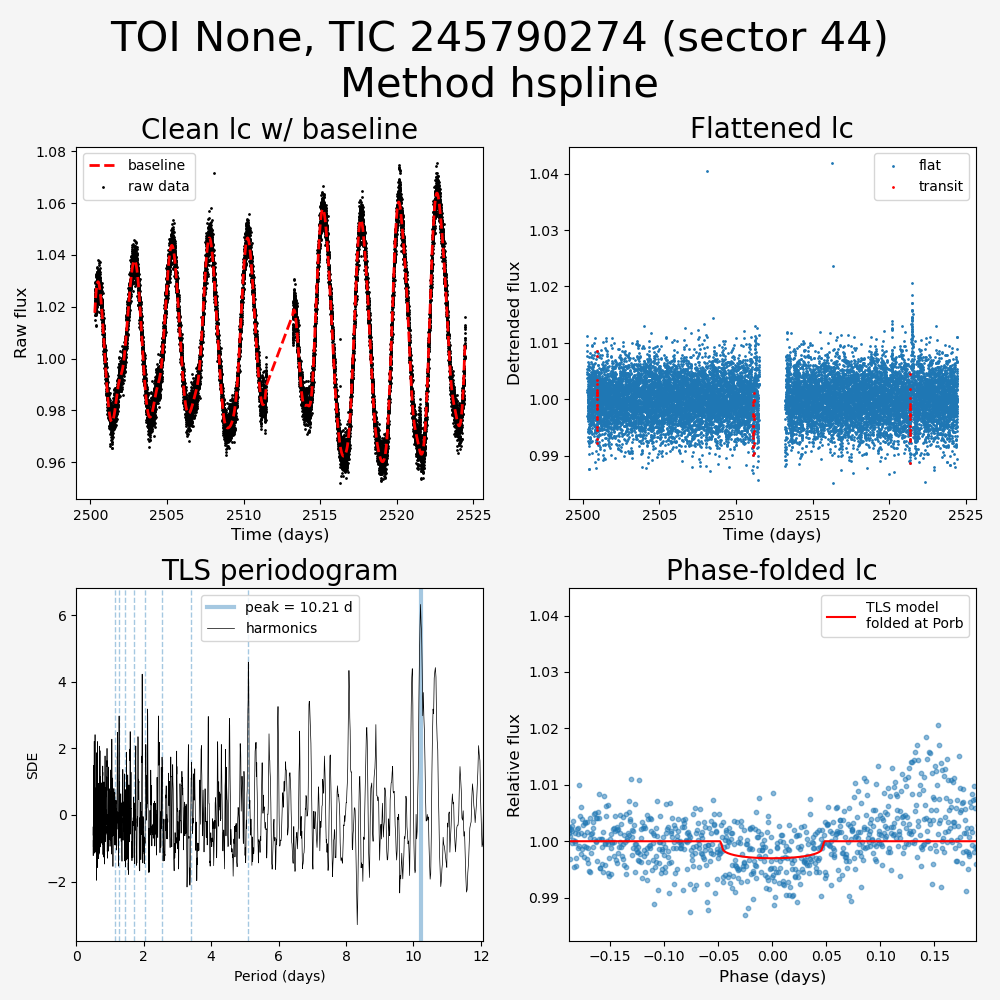 TOI None, TIC 245790274 (sector 44)
Method hspline
Clean lc w/ baseline
baseline
raw data
1.08
1.06
1.04
1.02
1.00
0.98
0.96
Raw flux
2500
2505
2510
2515
2520
2525
Time (days)
Flattened lc
flat
transit
1.04
1.03
1.02
1.01
1.00
0.99
Detrended flux
2500
2505
2510
2515
2520
2525
Time (days)
TLS periodogram
peak = 10.21 d
harmonics
6
4
2
0
−2
SDE
0
2
4
6
8
10
12
Period (days)
Phase-folded lc
TLS model
folded at Porb
1.04
1.03
1.02
1.01
1.00
0.99
Relative flux
−0.15
−0.10
−0.05
0.00
0.05
0.10
0.15
Phase (days)